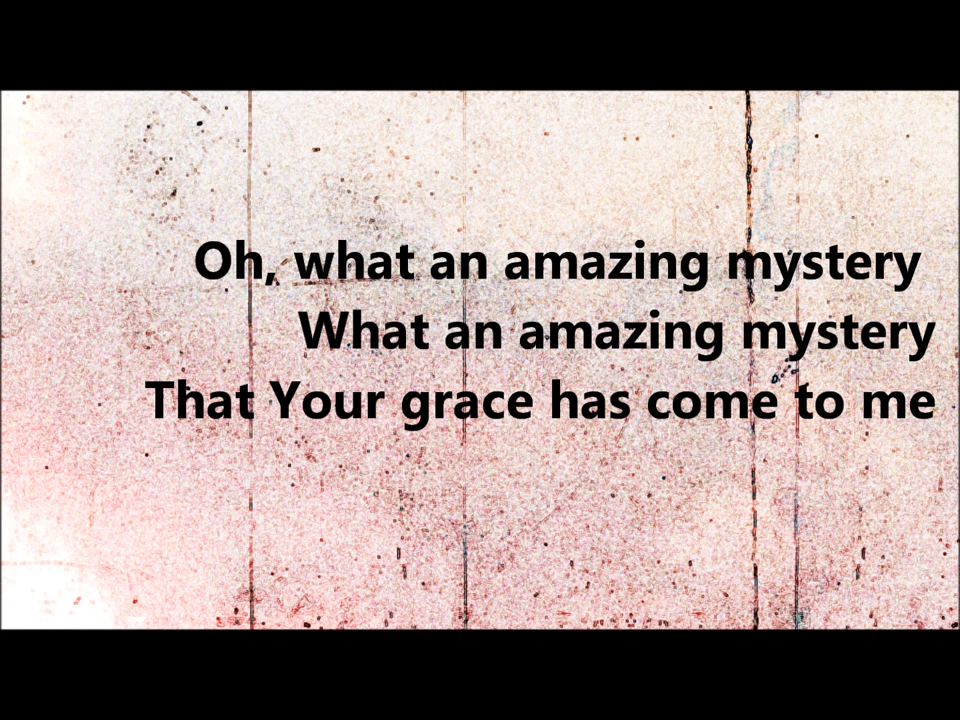 Oh, what an amazing mystery
What an amazing mystery
That Your grace has come to me